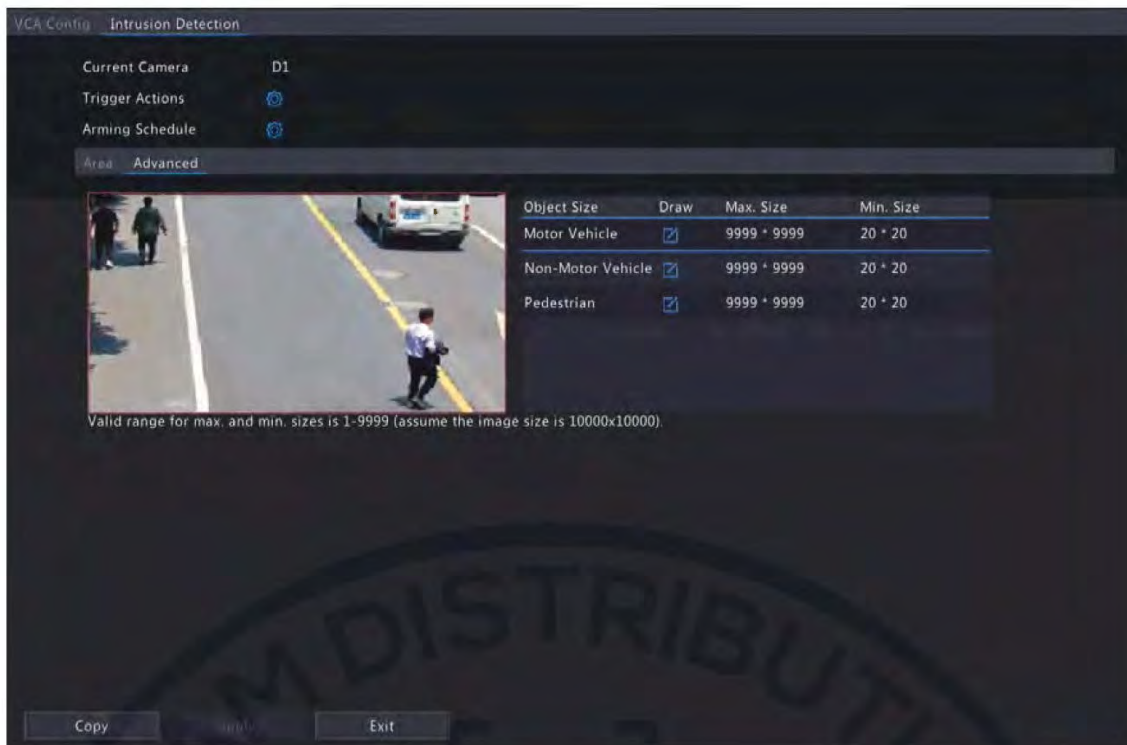 VCA Config Intrusion Detection
Current Camera D1
Trigger Actions
Arming Schedule
Area Advanced
Object Size Draw Max. Size Min. Size
Motor Vehicle 9999 * 9999 20 * 20
Non-Motor Vehicle 9999 * 9999 20 * 20
Pedestrian 9999 * 9999 20 * 20
Valid range for max. and min. sizes is 1-9999 (assume the image size is 10000x10000).
M DISTRIBUT
Copy Apply Exit